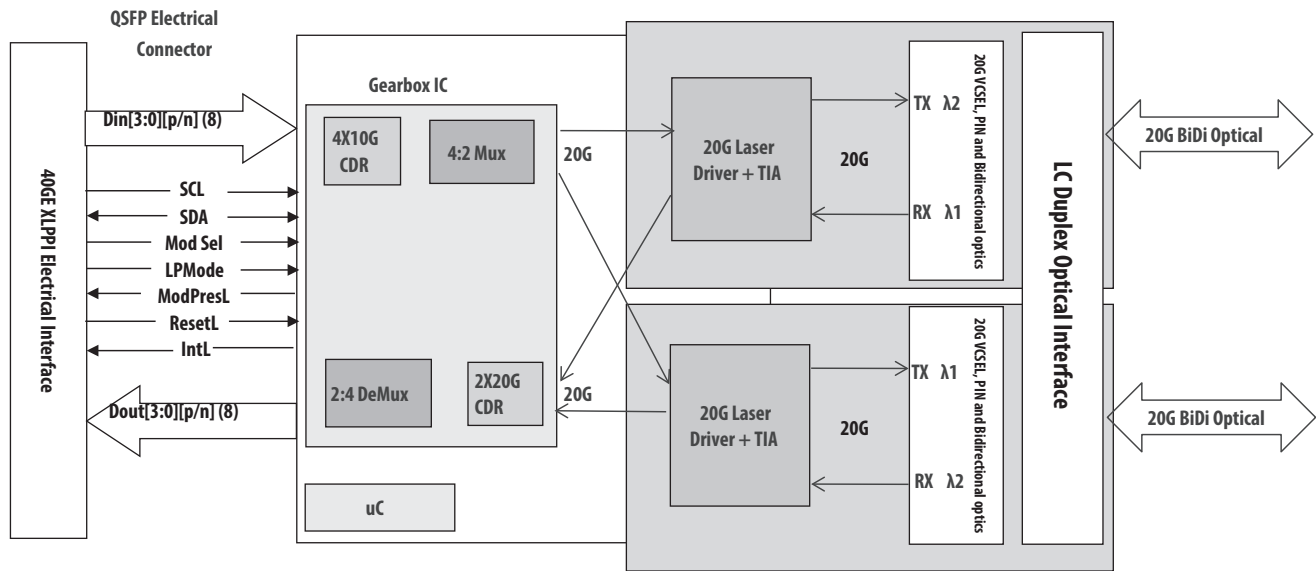 QSFP Electrical
Connector
40GE XLPPI Electrical Interface
Din[3:0][p/n] (8)
SCL
SDA
Mod Sel
LPMode
ModPresL
ResetL
IntL
Dout[3:0][p/n] (8)
Gearbox IC
4X10G
CDR
4:2 Mux
2:4 DeMux
2X20G
CDR
uC
20G
20G
20G Laser
Driver + TIA
20G
TX λ2
RX λ1
20G VCSEL, PIN and Bidirectional optics
20G Laser
Driver + TIA
20G
TX λ1
RX λ2
20G VCSEL, PIN and Bidirectional optics
LC Duplex Optical Interface
20G BiDi Optical
20G BiDi Optical